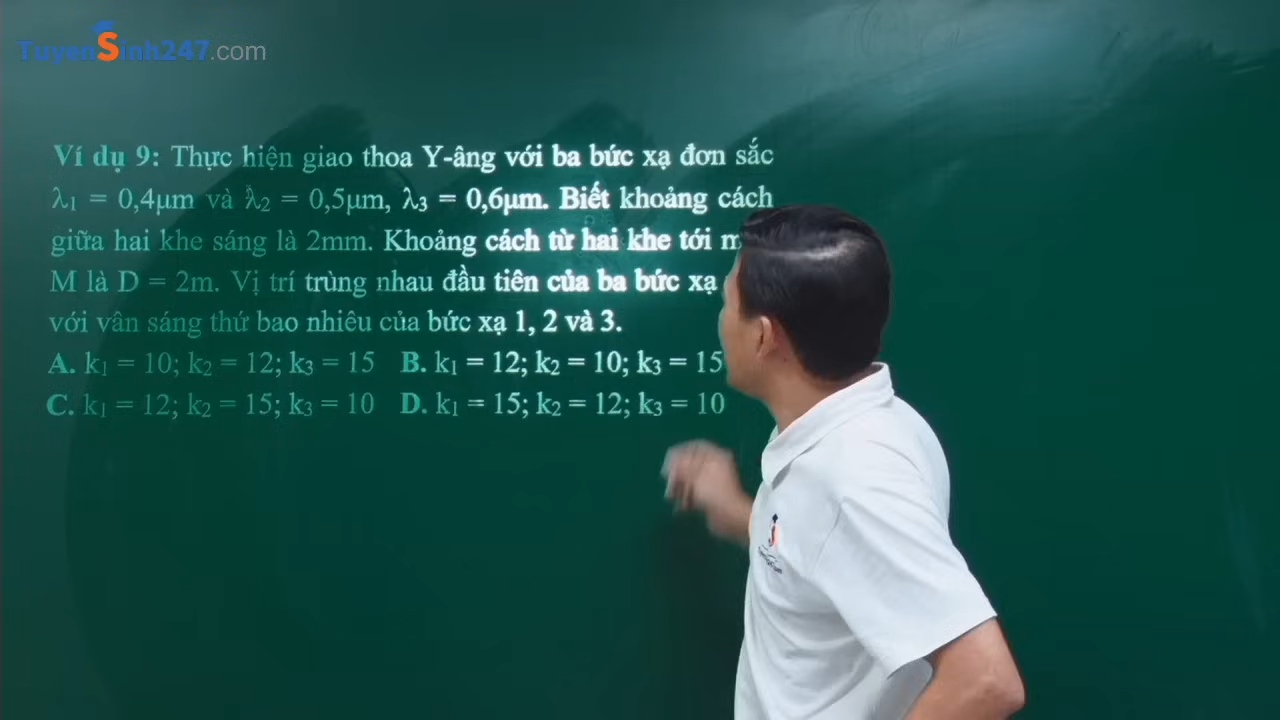 TuyenSinh247.com
Ví dụ 9: Thực hiện giao thoa Y-âng với ba bức xạ đơn sắc
λ1 = 0,4μm và λ2 = 0,5μm, λ3 = 0,6μm. Biết khoảng cách
giữa hai khe sáng là 2mm. Khoảng cách từ hai khe tới
M là D = 2m. Vị trí trùng nhau đầu tiên của ba bức xạ
với vân sáng thứ bao nhiêu của bức xạ 1, 2 và 3.
A. k1 = 10; k2 = 12; k3 = 15 B. k1 = 12; k2 = 10; k3 = 15
C. k1 = 12; k2 = 15; k3 = 10 D. k1 = 15; k2 = 12; k3 = 10